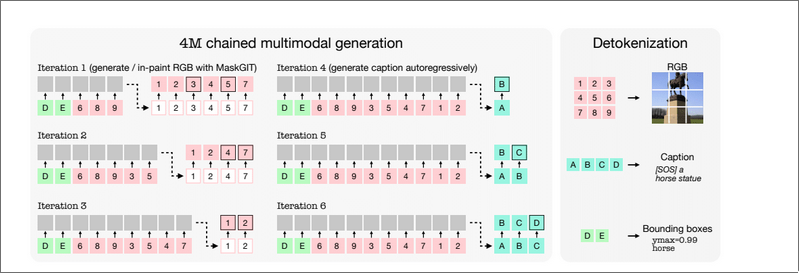 4M chained multimodal generation
Iteration 1 (generate / in-paint RGB with MaskGIT)
1 2 3 4 5 7
D E 6 8 9
1 2 3 4 5 7
Iteration 2
1 2 4 7
D E 6 8 9 3 5
1 2 4 7
Iteration 3
1 2
D E 6 8 9 3 5 4 7
1 2
Iteration 4 (generate caption autoregressively)
B
D E 6 8 9 3 5 4 7 1 2
A
Iteration 5
B C
D E 6 8 9 3 5 4 7 1 2
A B
Iteration 6
B C D
D E 6 8 9 3 5 4 7 1 2
A B C
Detokenization
RGB
1 2 3
4 5 6
7 8 9
A B C D
Caption
[SOS] a
horse statue
D E
Bounding boxes
ymax=0.99
horse